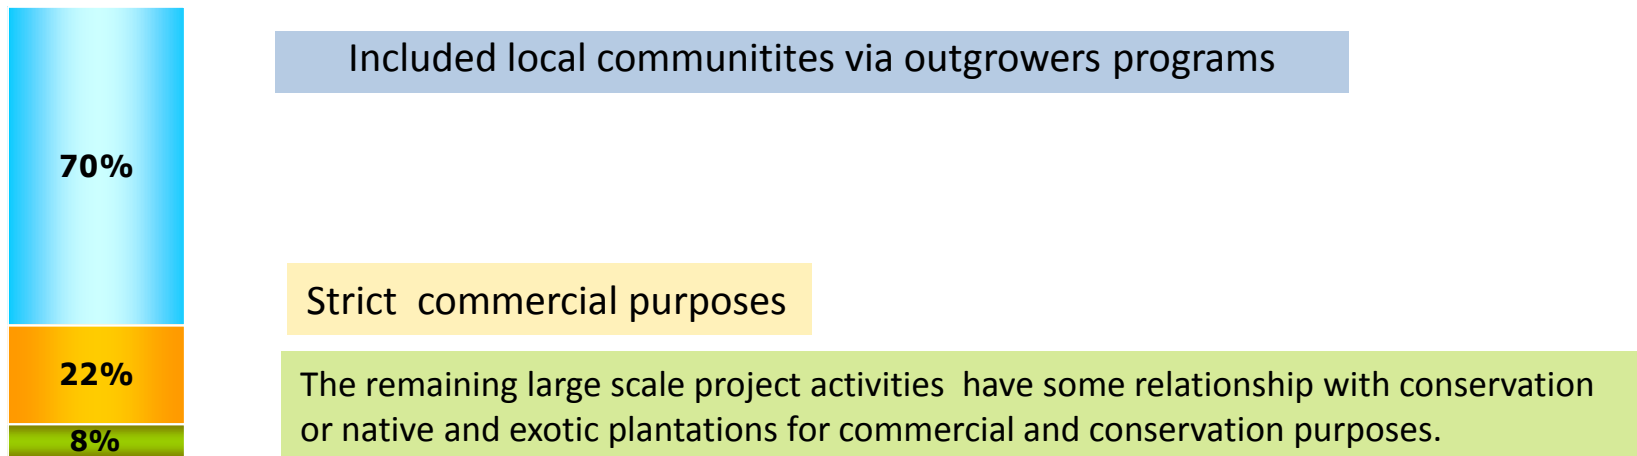 Included local communitites via outgrowers programs
70%
Strict commercial purposes
22%
The remaining large scale project activities have some relationship with conservation
or native and exotic plantations for commercial and conservation purposes.
8%